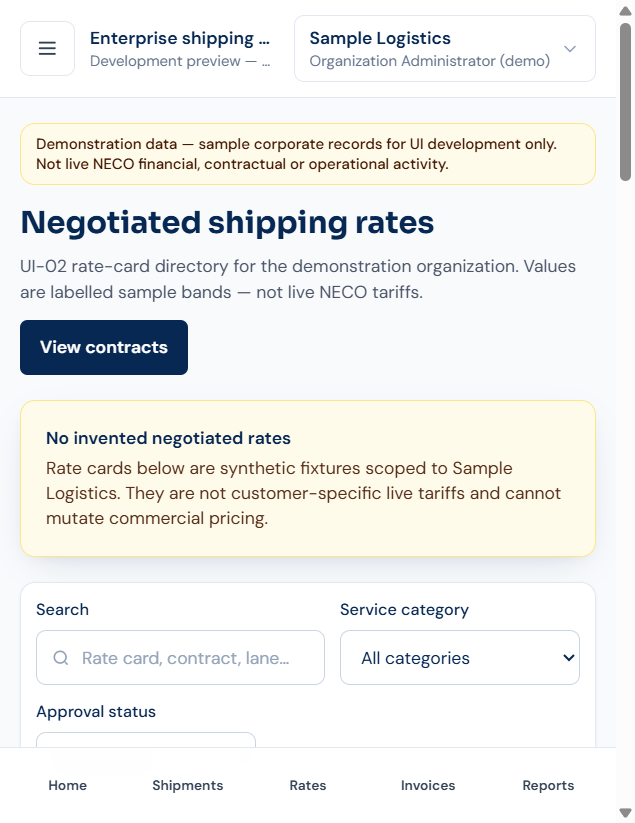 Enterprise shipping ...
Development preview — ...
Sample Logistics
Organization Administrator (demo)
Demonstration data — sample corporate records for UI development only.
Not live NECO financial, contractual or operational activity.
Negotiated shipping rates
UI-02 rate-card directory for the demonstration organization. Values
are labelled sample bands — not live NECO tariffs.
View contracts
No invented negotiated rates
Rate cards below are synthetic fixtures scoped to Sample
Logistics. They are not customer-specific live tariffs and cannot
mutate commercial pricing.
Search
Service category
Rate card, contract, lane...
All categories
Approval status
Home
Shipments
Rates
Invoices
Reports